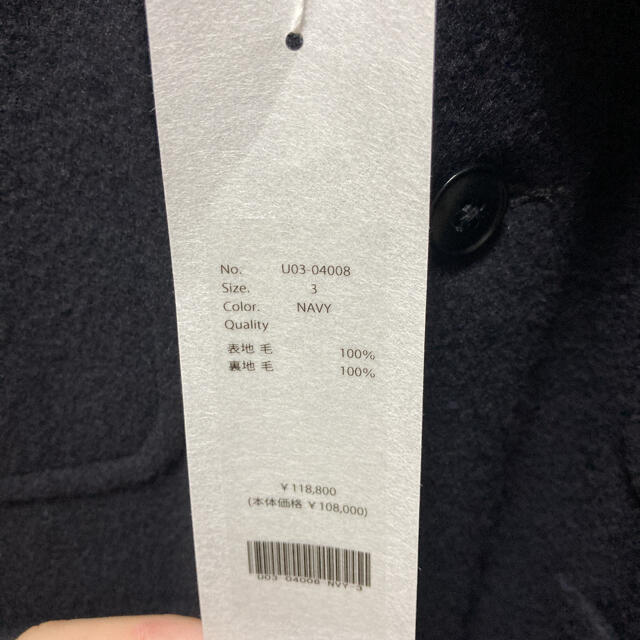 No. U03-04008
Size. 3
Color. NAVY
Quality
表地 毛 100%
裏地 毛 100%
￥118,800
(本体価格 ￥108,000)
U03-04008 NVY-3